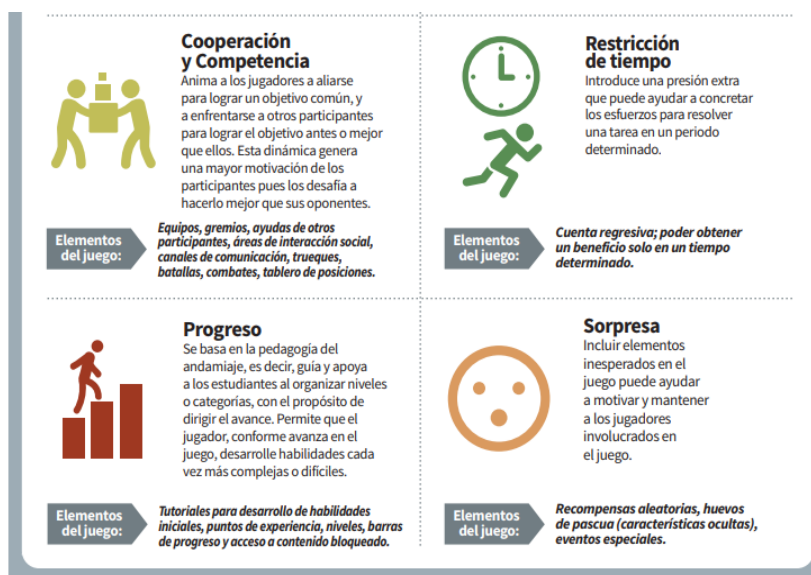 Cooperación
y Competencia
Anima a los jugadores a aliarse
para lograr un objetivo común, y
a enfrentarse a otros participantes
para lograr el objetivo antes o mejor
que ellos. Esta dinámica genera
una mayor motivación de los
participantes pues los desafía a
hacerlo mejor que sus oponentes.
Elementos
del juego:
Equipos, gremios, ayudas de otros
participantes, áreas de interacción social,
canales de comunicación, trueques,
batallas, combates, tablero de posiciones.
Restricción
de tiempo
Introduce una presión extra
que puede ayudar a concretar
los esfuerzos para resolver
una tarea en un periodo
determinado.
Elementos
del juego:
Cuenta regresiva; poder obtener
un beneficio solo en un tiempo
determinado.
Progreso
Se basa en la pedagogía del
andamiaje, es decir, guía y apoya
a los estudiantes al organizar niveles
o categorías, con el propósito de
dirigir el avance. Permite que el
jugador, conforme avanza en el
juego, desarrolle habilidades cada
vez más complejas o difíciles.
Elementos
del juego:
Tutoriales para desarrollo de habilidades
iniciales, puntos de experiencia, niveles, barras
de progreso y acceso a contenido bloqueado.
Sorpresa
Incluir elementos
inesperados en el
juego puede ayudar
a motivar y mantener
a los jugadores
involucrados en
el juego.
Elementos
del juego:
Recompensas aleatorias, huevos
de pascua (características ocultas),
eventos especiales.